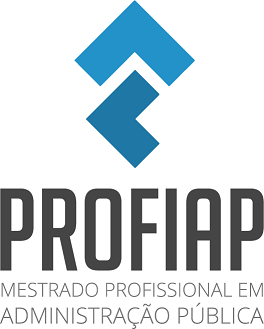 PROFIAP
MESTRADO PROFISSIONAL EM
ADMINISTRAÇÃO PÚBLICA